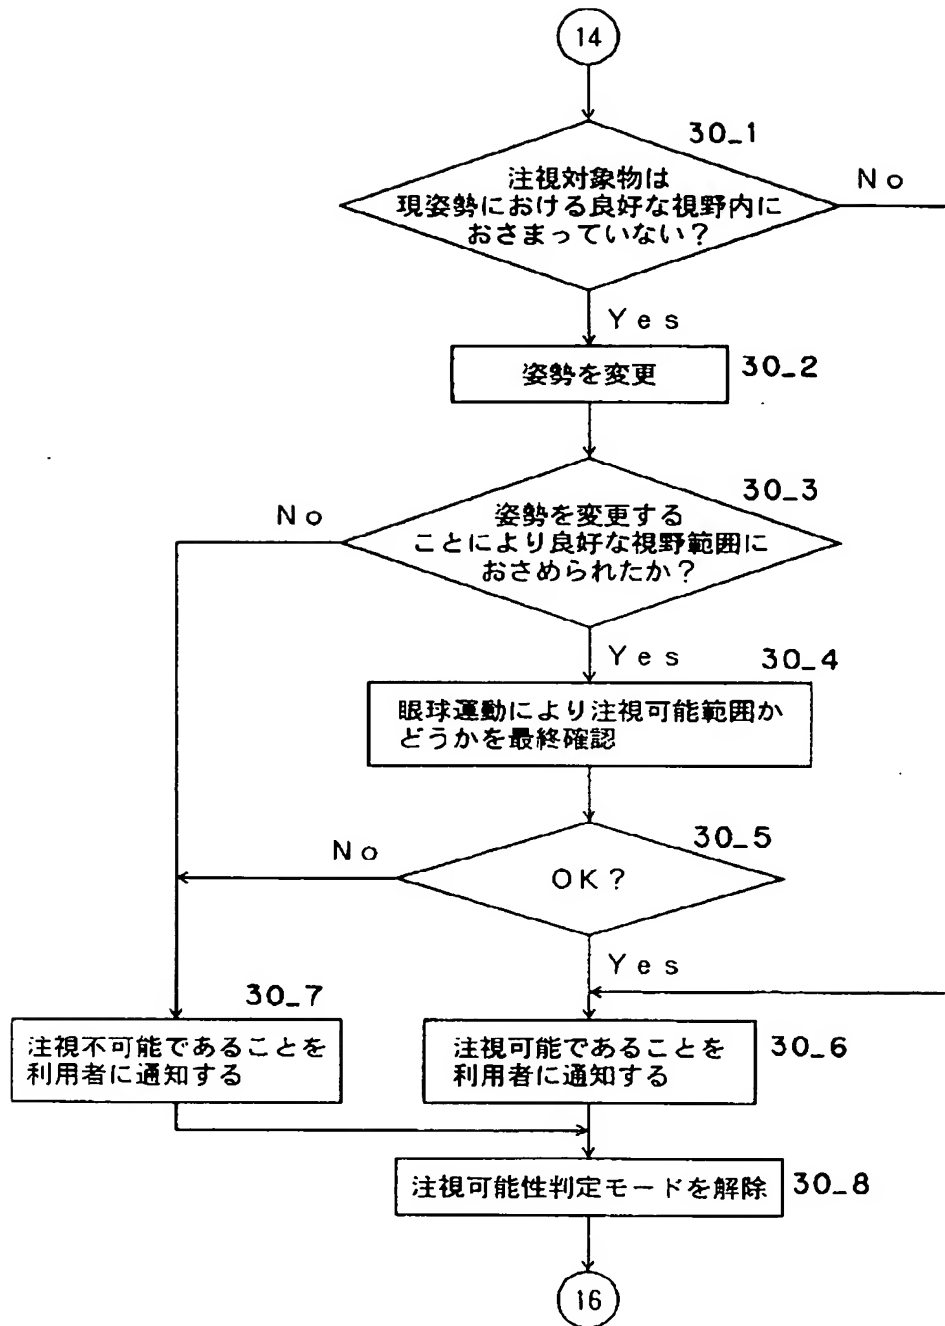 14
30_1
注視対象物は
現姿勢における良好な視野内に
おさまっていない？
No
Yes
姿勢を変更
30_2
30_3
No
姿勢を変更する
ことにより良好な視野範囲に
おさめられたか？
Yes
30_4
眼球運動により注視可能範囲か
どうかを最終確認
30_5
No
OK？
Yes
30_7
注視不可能であることを
利用者に通知する
注視可能であることを
利用者に通知する
30_6
注視可能性判定モードを解除
30_8
16